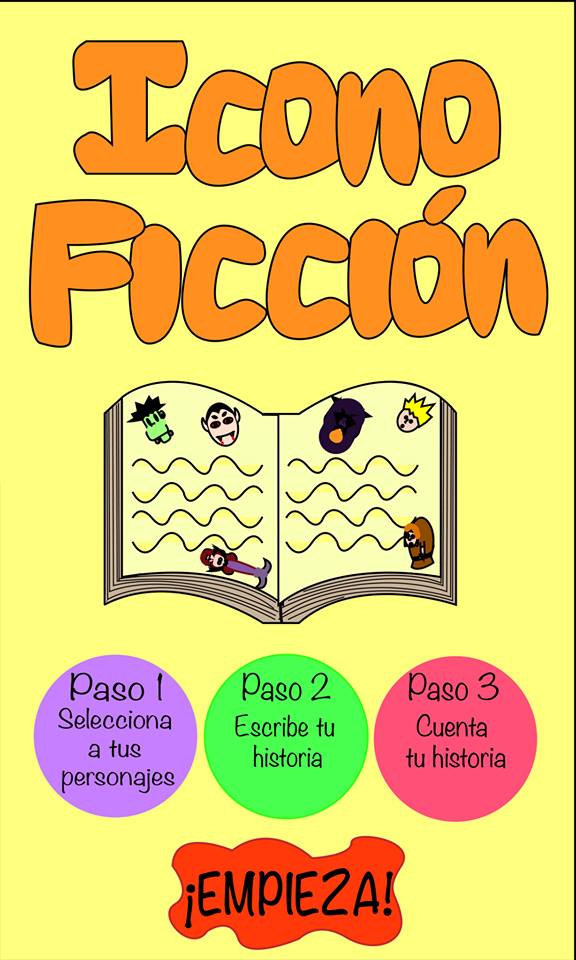 Icono
Ficción
Paso 1
Selecciona
a tus
personajes
Paso 2
Escribe tu
historia
Paso 3
Cuenta
tu historia
¡EMPIEZA!